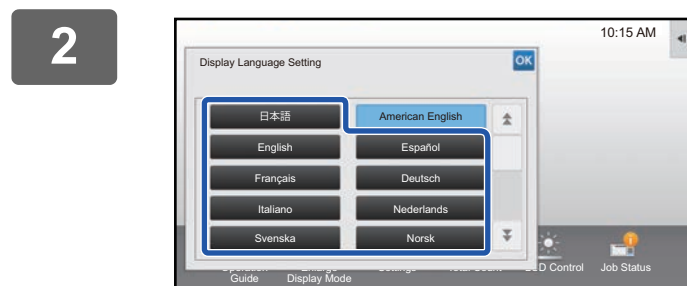 2
10:15 AM
Display Language Setting
OK
日本語
American English
English
Español
Français
Deutsch
Italiano
Nederlands
Svenska
Norsk
Control
Job Status
Guide
Display Mode